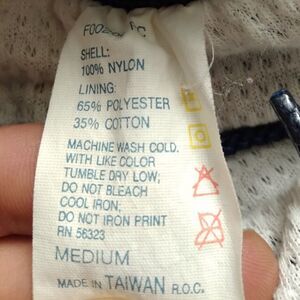 SHELL:
100% NYLON
LINING:
65% POLYESTER
35% COTTON
MACHINE WASH COLD.
WITH LIKE COLOR
TUMBLE DRY LOW;
DO NOT BLEACH
COOL IRON;
DO NOT IRON PRINT
RN 56323
MEDIUM
MADE IN TAIWAN R.O.C.